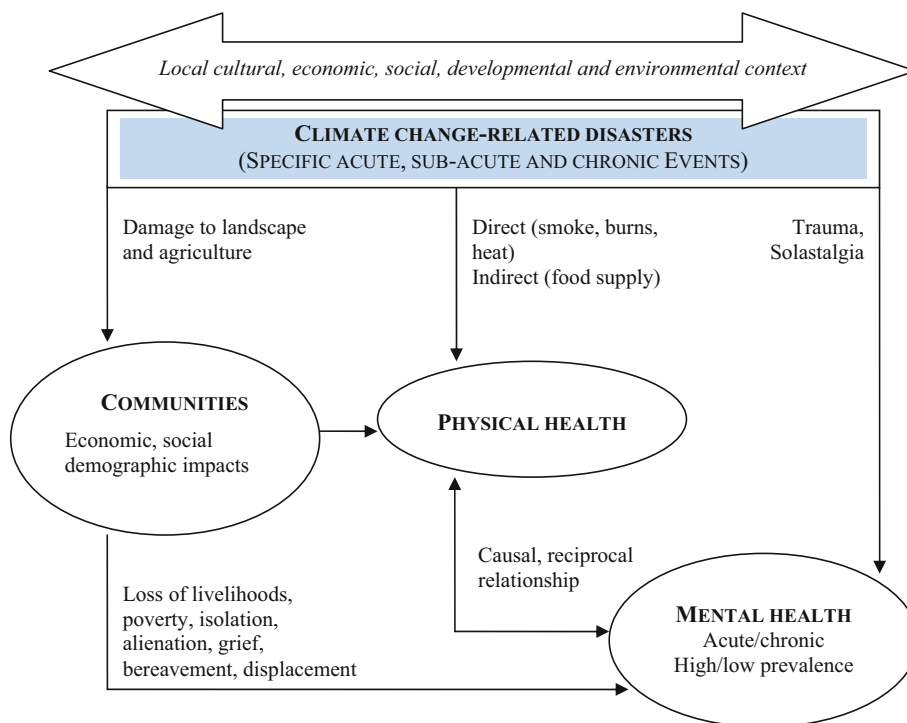 Local cultural, economic, social, developmental and environmental context
CLIMATE CHANGE-RELATED DISASTERS
(SPECIFIC ACUTE, SUB-ACUTE AND CHRONIC EVENTS)
Damage to landscape
and agriculture
Direct (smoke, burns,
heat)
Indirect (food supply)
Trauma,
Solastalgia
COMMUNITIES
Economic, social
demographic impacts
PHYSICAL HEALTH
Causal, reciprocal
relationship
Loss of livelihoods,
poverty, isolation,
alienation, grief,
bereavement, displacement
MENTAL HEALTH
Acute/chronic
High/low prevalence